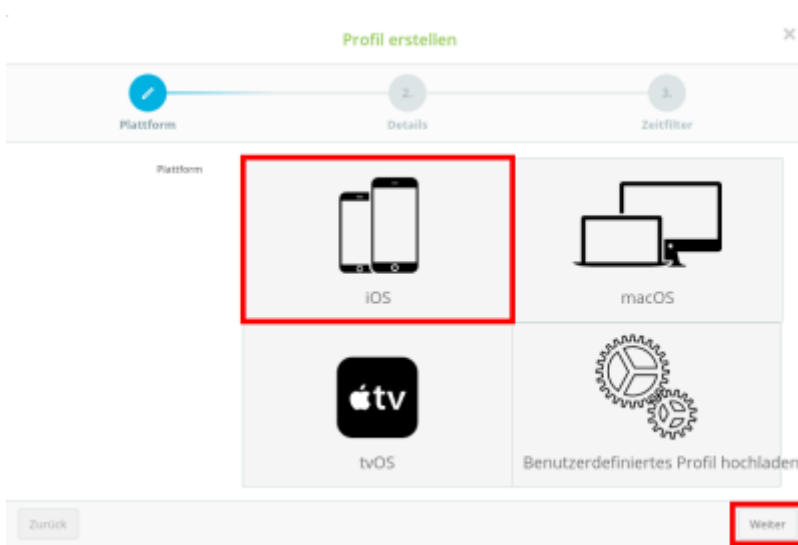 Profil erstellen
×
2.
3.
Plattform
Details
Zeitfilter
Plattform
iOS
macOS
tv
tvOS
Benutzerdefiniertes Profil hochladen
Zurück
Weiter